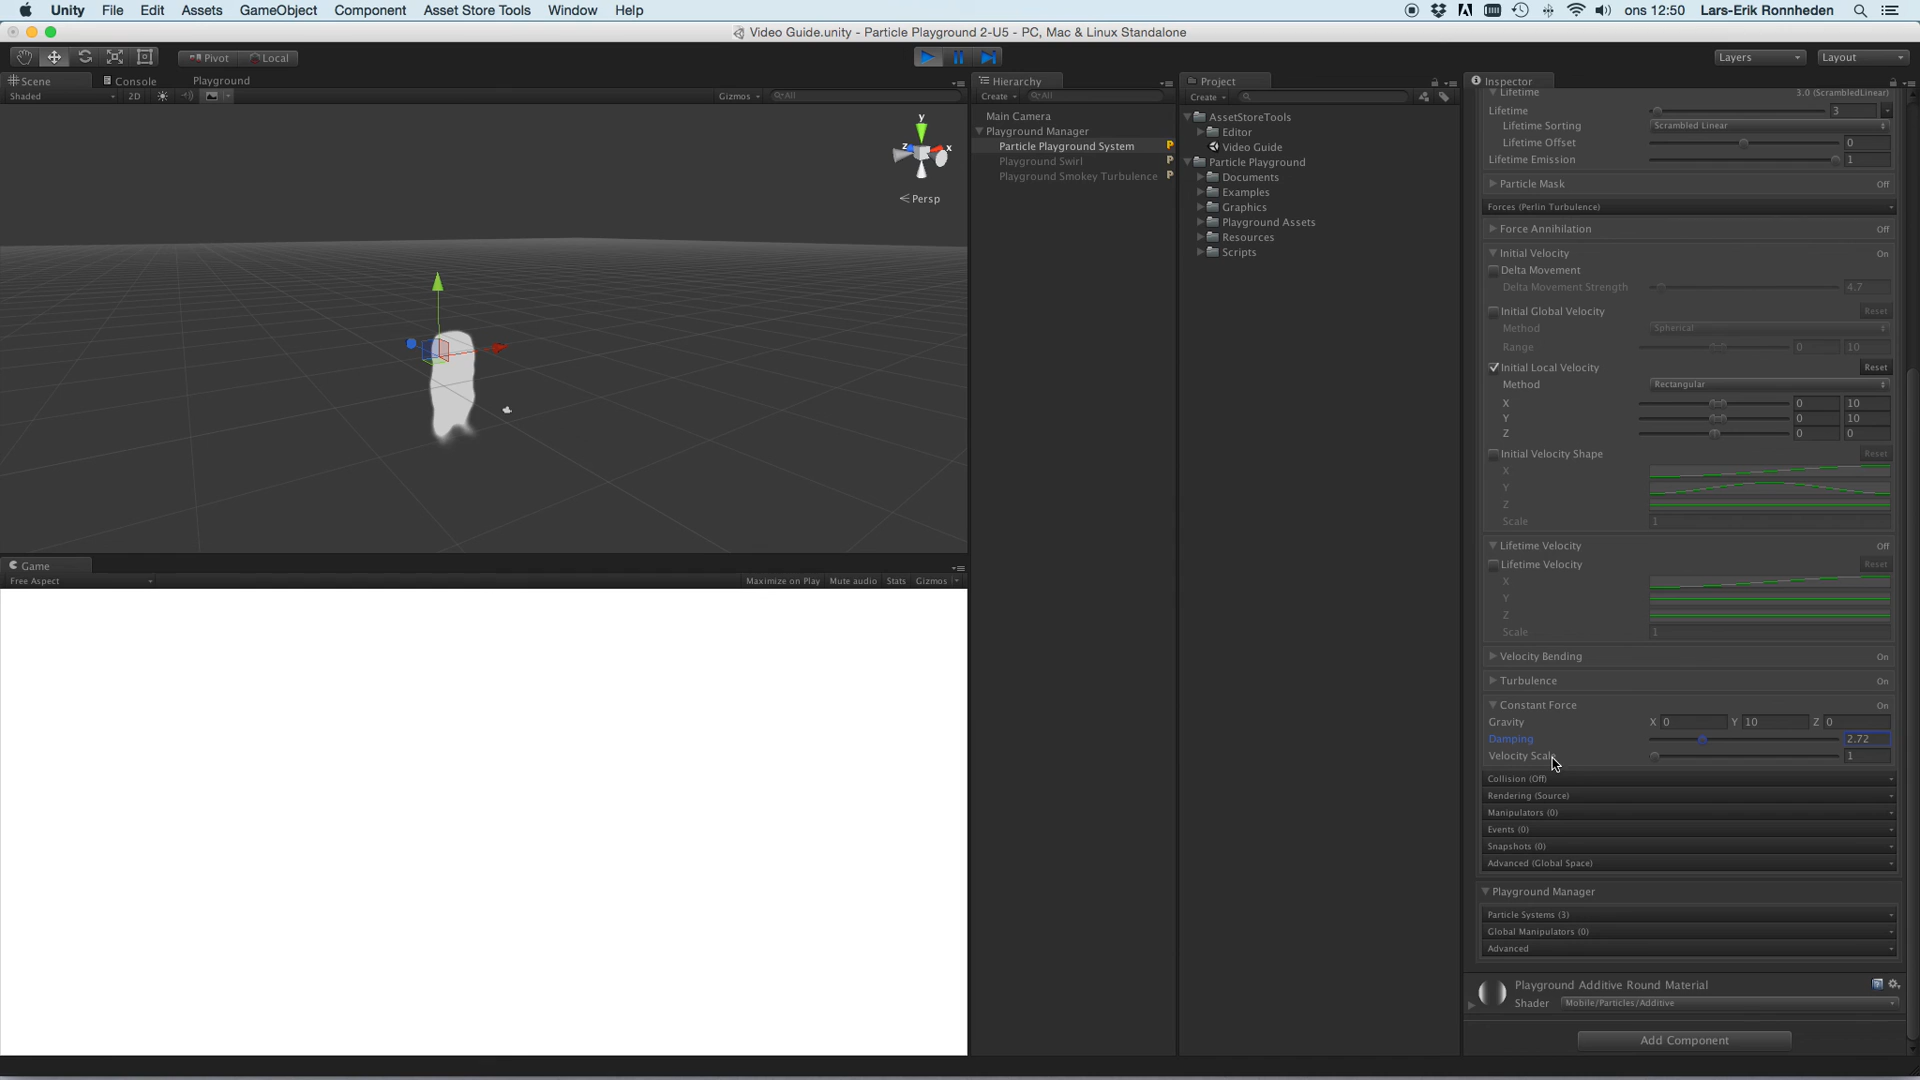 Unity File Edit Assets GameObject Component Asset Store Tools Window Help ons 12:50 Lars-Erik Ronnheden
Video Guide.unity - Particle Playground 2-U5 - PC, Mac & Linux Standalone
Pivot Local Layers Layout
Scene Console Playground
Shaded 2D Gizmos All
y
z x
Persp
Game
Free Aspect Maximize on Play Mute audio Stats Gizmos
Hierarchy
Create All
Main Camera
Playground Manager
Particle Playground System P
Playground Swirl P
Playground Smokey Turbulence P
Project
Create
AssetStoreTools
Editor
Video Guide
Particle Playground
Documents
Examples
Graphics
Playground Assets
Resources
Scripts
Inspector
Lifetime 3.0 (ScrambledLinear)
Lifetime 3
Lifetime Sorting Scrambled Linear
Lifetime Offset 0
Lifetime Emission 1
Particle Mask Off
Forces (Perlin Turbulence)
Force Annihilation Off
Initial Velocity On
Delta Movement
Delta Movement Strength 4.7
Initial Global Velocity Reset
Method Spherical
Range 0 10
Initial Local Velocity Reset
Method Rectangular
X 0 10
Y 0 10
Z 0 0
Initial Velocity Shape Reset
X
Y
Z
Scale 1
Lifetime Velocity Off
Lifetime Velocity Reset
X
Y
Z
Scale 1
Velocity Bending On
Turbulence On
Constant Force On
Gravity X 0 Y 10 Z 0
Damping 2.72
Velocity Scale 1
Collision (Off)
Rendering (Source)
Manipulators (0)
Events (0)
Snapshots (0)
Advanced (Global Space)
Playground Manager
Particle Systems (3)
Global Manipulators (0)
Advanced
Playground Additive Round Material
Shader Mobile/Particles/Additive
Add Component